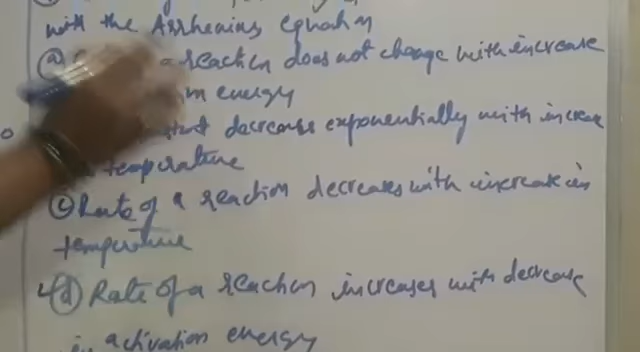 with the Arrhenius equation
(a) a reaction does not change with increase
energy
decrease exponentially with increase
temperature
(c) Rate of a reaction decreases with increase in
temperature
(d) Rate of a reaction increases with decrease
in activation energy